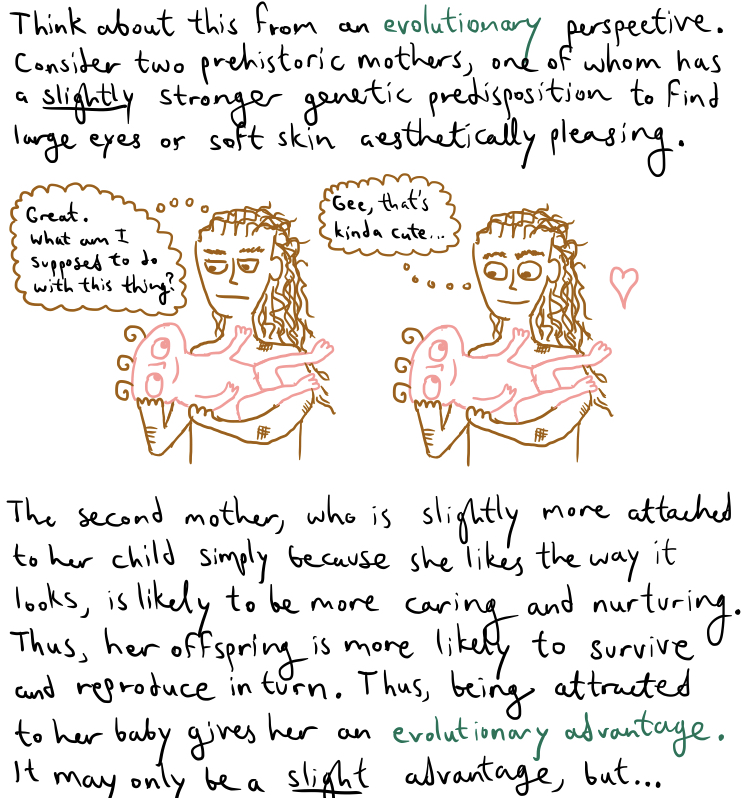 Think about this from an evolutionary perspective.
Consider two prehistoric mothers, one of whom has
a slightly stronger genetic predisposition to find
large eyes or soft skin aesthetically pleasing.
Great.
What am I
supposed to do
with this thing?
Gee, that's
kinda cute...
The second mother, who is slightly more attached
to her child simply because she likes the way it
looks, is likely to be more caring and nurturing.
Thus, her offspring is more likely to survive
and reproduce in turn. Thus, being attracted
to her baby gives her an evolutionary advantage.
It may only be a slight advantage, but...